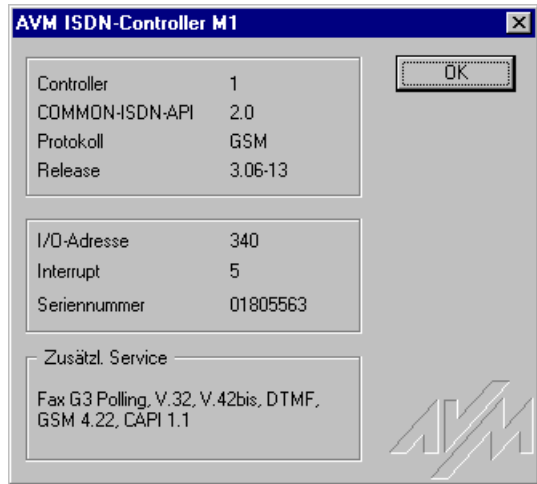 AVM ISDN-Controller M1
OK
Controller 1
COMMON-ISDN-API 2.0
Protokoll GSM
Release 3.06-13
I/O-Adresse 340
Interrupt 5
Seriennummer 01805563
Zusätzl. Service
Fax G3 Polling, V.32, V.42bis, DTMF,
GSM 4.22, CAPI 1.1
AVM